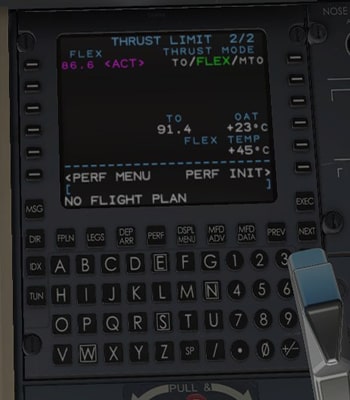 THRUST LIMIT 2/2
FLEX THRUST MODE
86.6 <ACT> TO/FLEX/MTO
TO OAT
91.4 +23°C
FLEX TEMP
+45°C
<PERF MENU PERF INIT>
[ ]
NO FLIGHT PLAN
NOSE
MSG EXEC
DIR FPLN LEGS DEP ARR PERF DSPL MENU MFD ADV MFD DATA PREV NEXT
IDX A B C D E F G 1 2 3
TUN H I J K L M N 4 5 6
O P Q R S T U 7 8 9
V W X Y Z SP / • 0 +/-
PULL &